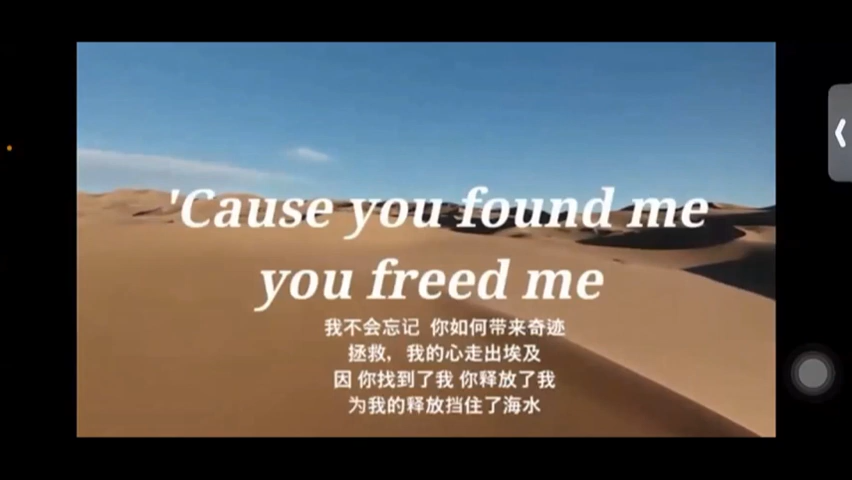 'Cause you found me
you freed me
我不会忘记 你如何带来奇迹
拯救，我的心走出埃及
因 你找到了我 你释放了我
为我的释放挡住了海水